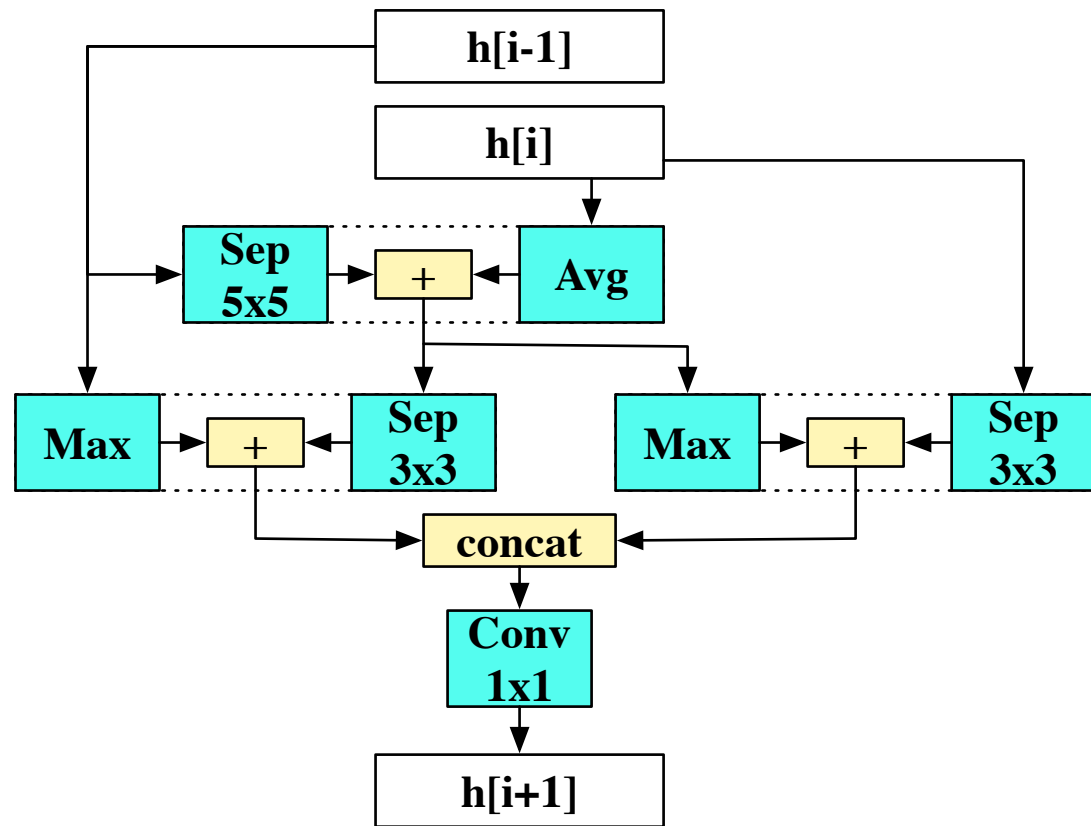 h[i-1]
h[i]
Sep
5x5
+
Avg
Max
+
Sep
3x3
Max
+
Sep
3x3
concat
Conv
1x1
h[i+1]